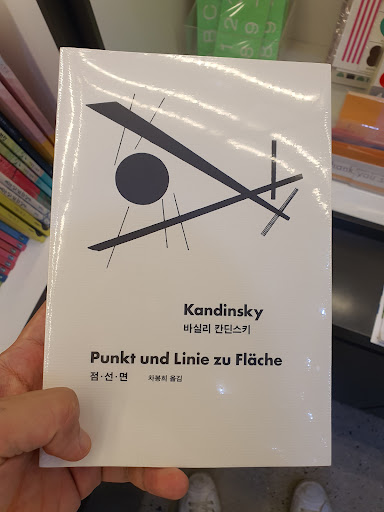 Kandinsky
바실리 칸딘스키
Punkt und Linie zu Fläche
점·선·면 차봉희 옮김